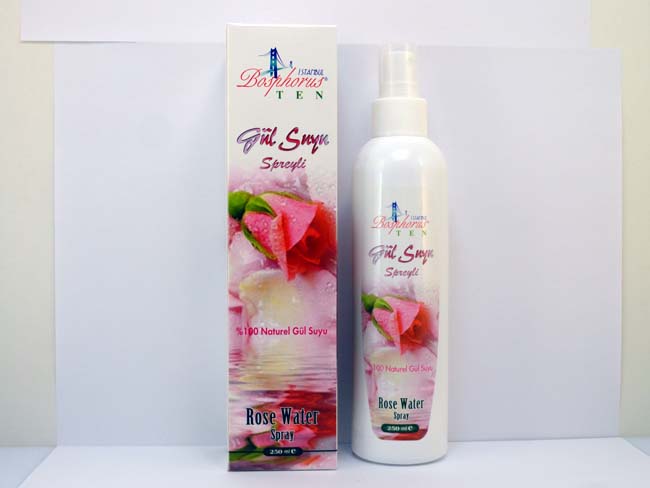 ISTANBUL
Bosphorus®
TEN
Gül Suyu
Spreyli
%100 Naturel Gül Suyu
Rose Water
Spray
250 ml e
ISTANBUL
Bosphorus®
TEN
Gül Suyu
Spreyli
100 Naturel Gül Suyu
Rose Water
Spray
250 ml e